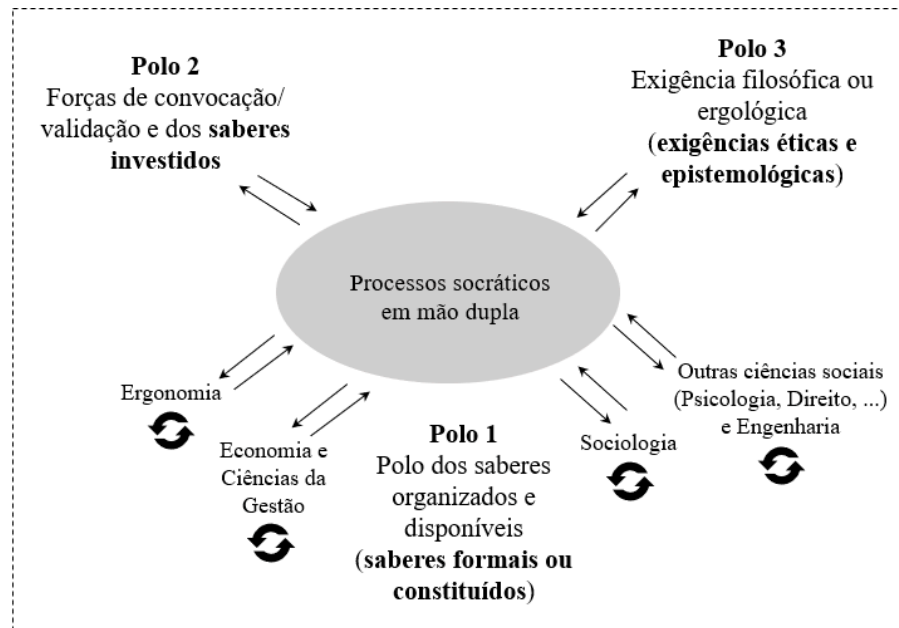 Polo 2
Forças de convocação/
validação e dos saberes
investidos
Polo 3
Exigência filosófica ou
ergológica
(exigências éticas e
epistemológicas)
Processos socráticos
em mão dupla
Ergonomia
Economia e
Ciências da
Gestão
Polo 1
Polo dos saberes
organizados e
disponíveis
(saberes formais ou
constituídos)
Sociologia
Outras ciências sociais
(Psicologia, Direito, ...)
e Engenharia